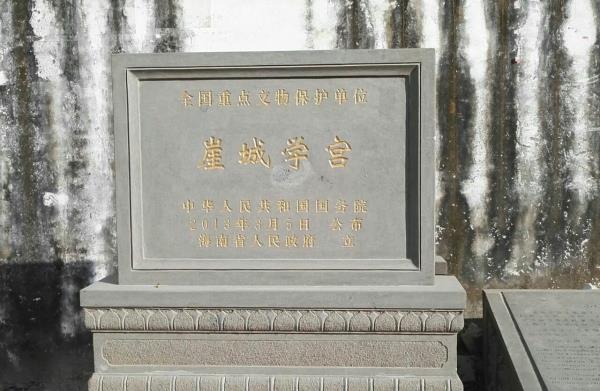 全国重点文物保护单位
崖城学宫
中华人民共和国国务院
2013年3月5日 公布
海南省人民政府 立